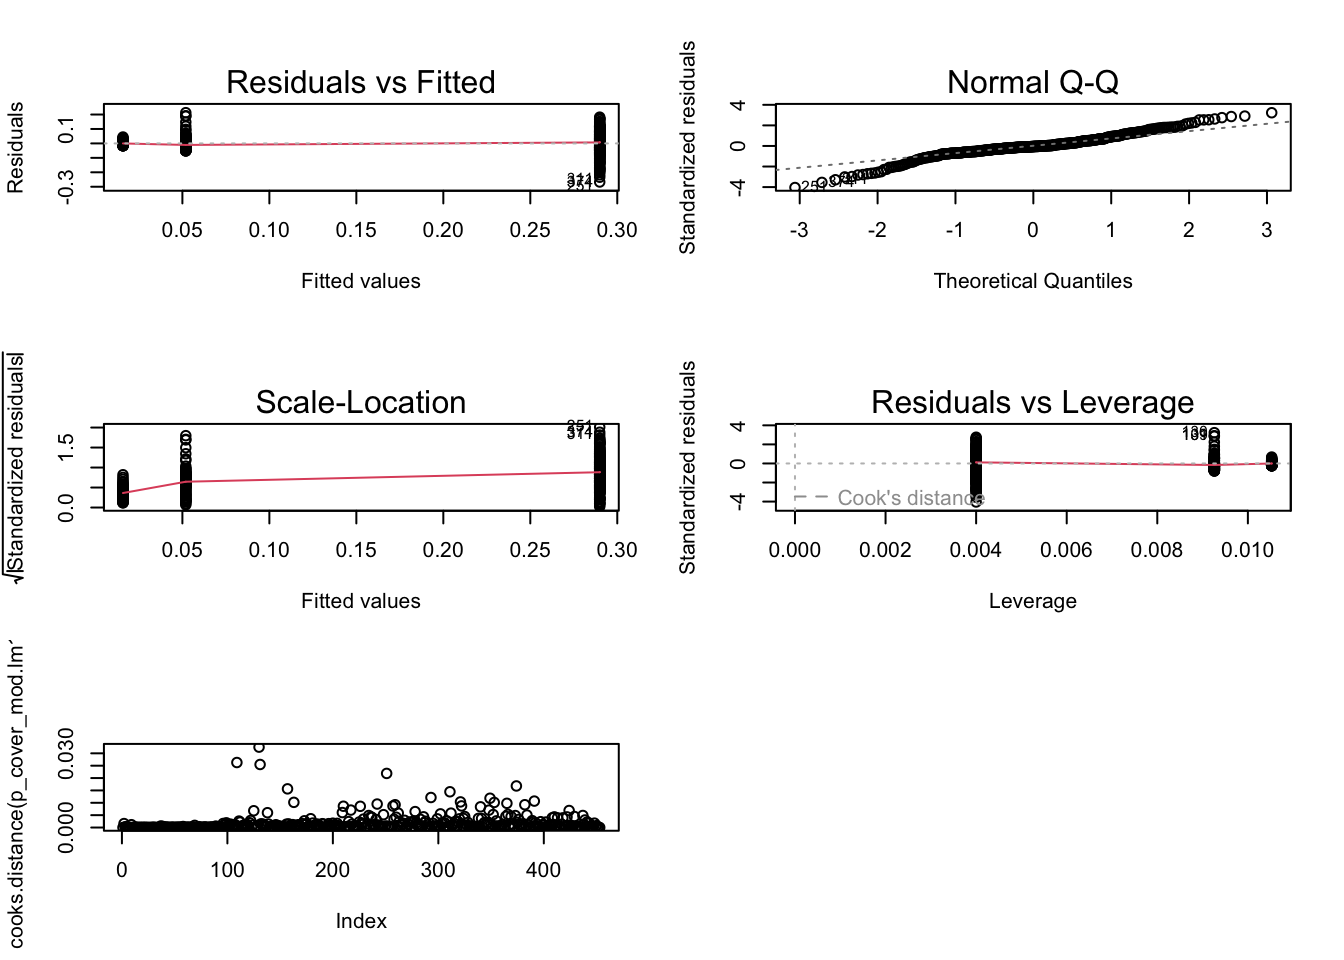 Residuals vs Fitted
Residuals
0.1
-0.3
0.05 0.10 0.15 0.20 0.25 0.30
Fitted values
Normal Q-Q
Standardized residuals
4
0
-4
251
-3 -2 -1 0 1 2 3
Theoretical Quantiles
Scale-Location
√|Standardized residuals|
1.5
0.0
251
374
0.05 0.10 0.15 0.20 0.25 0.30
Fitted values
Residuals vs Leverage
Standardized residuals
4
0
-4
Cook's distance
0.000 0.002 0.004 0.006 0.008 0.010
Leverage
cooks.distance(p_cover_mod.lm
0.030
0.000
0 100 200 300 400
Index